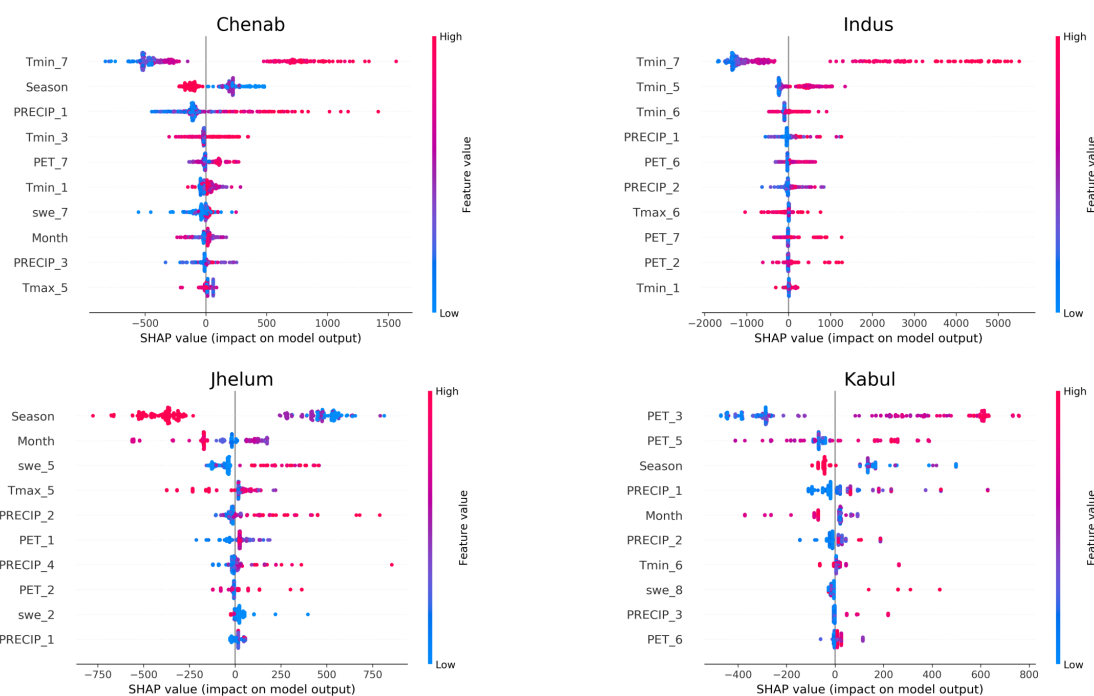 Chenab
High
Tmin_7
Season
PRECIP_1
Tmin_3
PET_7
Tmin_1
swe_7
Month
PRECIP_3
Tmax_5
Feature value
Low
−500 0 500 1000 1500
SHAP value (impact on model output)
Indus
High
Tmin_7
Tmin_5
Tmin_6
PRECIP_1
PET_6
PRECIP_2
Tmax_6
PET_7
PET_2
Tmin_1
Feature value
Low
−2000 −1000 0 1000 2000 3000 4000 5000
SHAP value (impact on model output)
Jhelum
High
Season
Month
swe_5
Tmax_5
PRECIP_2
PET_1
PRECIP_4
PET_2
swe_2
PRECIP_1
Feature value
Low
−750 −500 −250 0 250 500 750
SHAP value (impact on model output)
Kabul
High
PET_3
PET_5
Season
PRECIP_1
Month
PRECIP_2
Tmin_6
swe_8
PRECIP_3
PET_6
Feature value
Low
−400 −200 0 200 400 600 800
SHAP value (impact on model output)